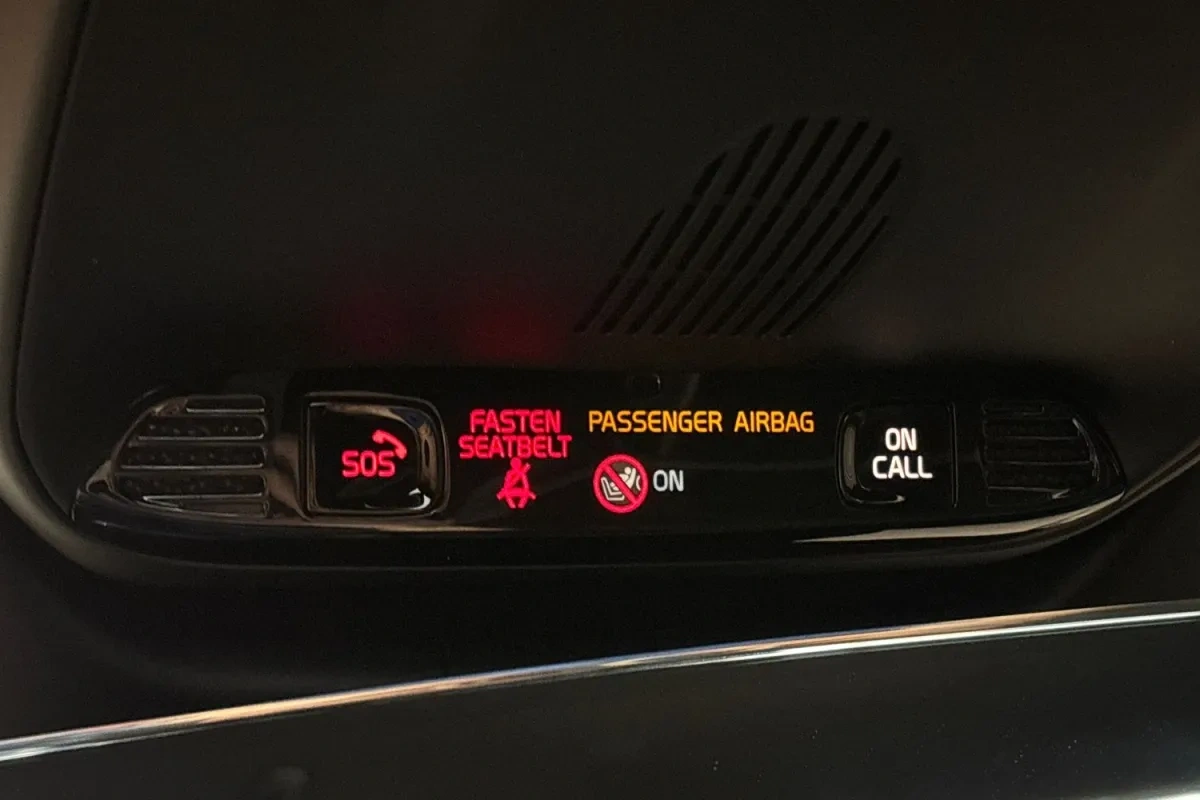 SOS
FASTEN
SEATBELT
PASSENGER AIRBAG
ON
ON
CALL